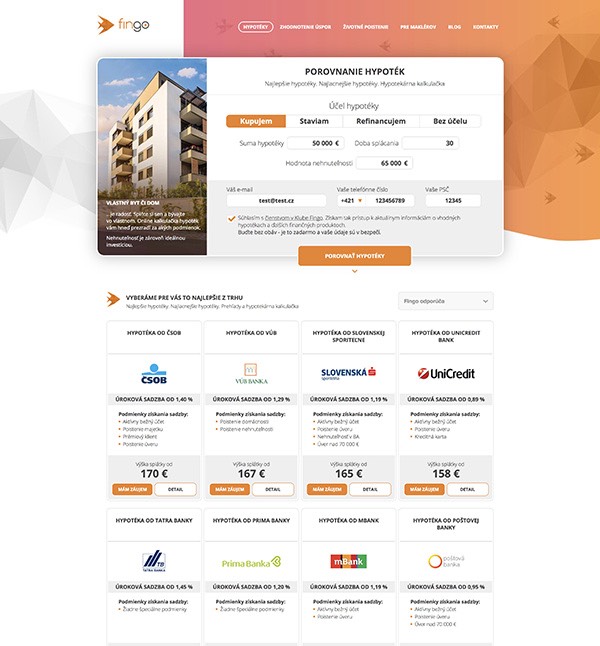 fingo
HYPOTÉKY
ZHODNOTENIE ÚSPOR
ŽIVOTNÉ POISTENIE
PRE MAKLÉROV
BLOG
KONTAKTY
POROVNANIE HYPOTÉK
Najlepšie hypotéky, Najlacnejšie hypotéky, Hypotekárna kalkulačka
Účel hypotéky
Kupujem
Staviam
Refinancujem
Bez účelu
Suma hypotéky
50 000 €
Doba splácania
30
Hodnota nehnuteľnosti
65 000 €
VLASTNÝ BYT ČI DOM
... je radosť. Splňte si sen a bývajte
vo vlastnom. Online kalkulačka hypoték
vám hneď prezradí za akých podmienok.
Nehnuteľnosť je zároveň ideálnou
investíciou.
Váš e-mail
test@test.cz
Vaše telefónne číslo
+421
123456789
Vaše PSČ
12345
Súhlasím s členstvom v Klube Fingo. Získam tak prístup k aktuálnym informáciám o vhodných
hypotékach a ďalších finančných produktoch.
Buďte bez obáv - je to zadarmo a vaše údaje sú v bezpečí.
POROVNAŤ HYPOTÉKY
VYBERÁME PRE VÁS TO NAJLEPŠIE Z TRHU
Najlepšie hypotéky, Najlacnejšie hypotéky, Prehľady a hypotekárna kalkulačka
Fingo odporúča
HYPOTÉKA OD ČSOB
ČSOB
ÚROKOVÁ SADZBA OD 1,40 %
Podmienky získania sadzby:
Aktívny bežný účet
Poistenie majetku
Prémiový klient
Poistenie úveru
Výška splátky od
170 €
MÁM ZÁUJEM
DETAIL
HYPOTÉKA OD VÚB
VÚB BANKA
ÚROKOVÁ SADZBA OD 1,29 %
Podmienky získania sadzby:
Poistenie domácnosti
Poistenie nehnuteľnosti
Výška splátky od
167 €
MÁM ZÁUJEM
DETAIL
HYPOTÉKA OD SLOVENSKEJ
SPORITEĽNE
SLOVENSKÁ
sporiteľňa
ÚROKOVÁ SADZBA OD 1,19 %
Podmienky získania sadzby:
Aktívny bežný účet
Poistenie úveru
Nehnuteľnosť v BA
Úver nad 70 000 €
Výška splátky od
165 €
MÁM ZÁUJEM
DETAIL
HYPOTÉKA OD UNICREDIT
BANK
UniCredit
ÚROKOVÁ SADZBA OD 0,89 %
Podmienky získania sadzby:
Aktívny bežný účet
Poistenie úveru
Kreditná karta
Výška splátky od
158 €
MÁM ZÁUJEM
DETAIL
HYPOTÉKA OD TATRA BANKY
TB
TATRA BANKA
ÚROKOVÁ SADZBA OD 1,45 %
Podmienky získania sadzby:
Žiadne špeciálne podmienky
HYPOTÉKA OD PRIMA BANKY
Prima Banka
ÚROKOVÁ SADZBA OD 1,20 %
Podmienky získania sadzby:
Žiadne špeciálne podmienky
HYPOTÉKA OD MBANK
mBank
ÚROKOVÁ SADZBA OD 1,19 %
Podmienky získania sadzby:
Aktívny bežný účet
Poistenie úveru
HYPOTÉKA OD POŠTOVEJ
BANKY
poštová
banka
ÚROKOVÁ SADZBA OD 0,95 %
Podmienky získania sadzby:
Aktívny bežný účet
Poistenie úveru
Úver nad 70 000 €